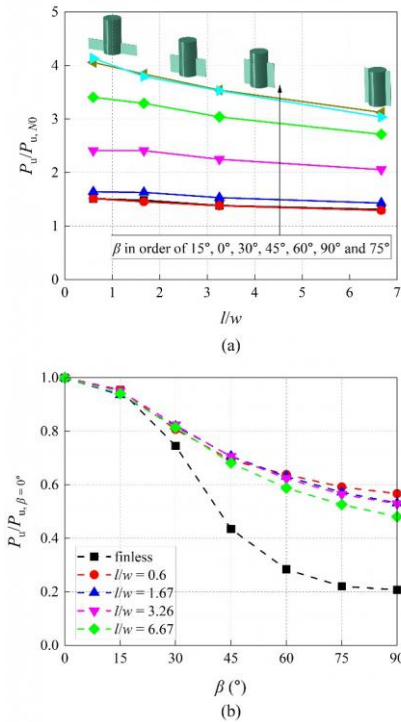 5
4
3
2
1
0
P_u/P_{u, N0}
β in order of 15°, 0°, 30°, 45°, 60°, 90° and 75°
0 1 2 3 4 5 6 7
l/w
(a)
1.0
0.8
0.6
0.4
0.2
0.0
P_u/P_{u, β = 0°}
finless
l/w = 0.6
l/w = 1.67
l/w = 3.26
l/w = 6.67
0 15 30 45 60 75 90
β (°)
(b)